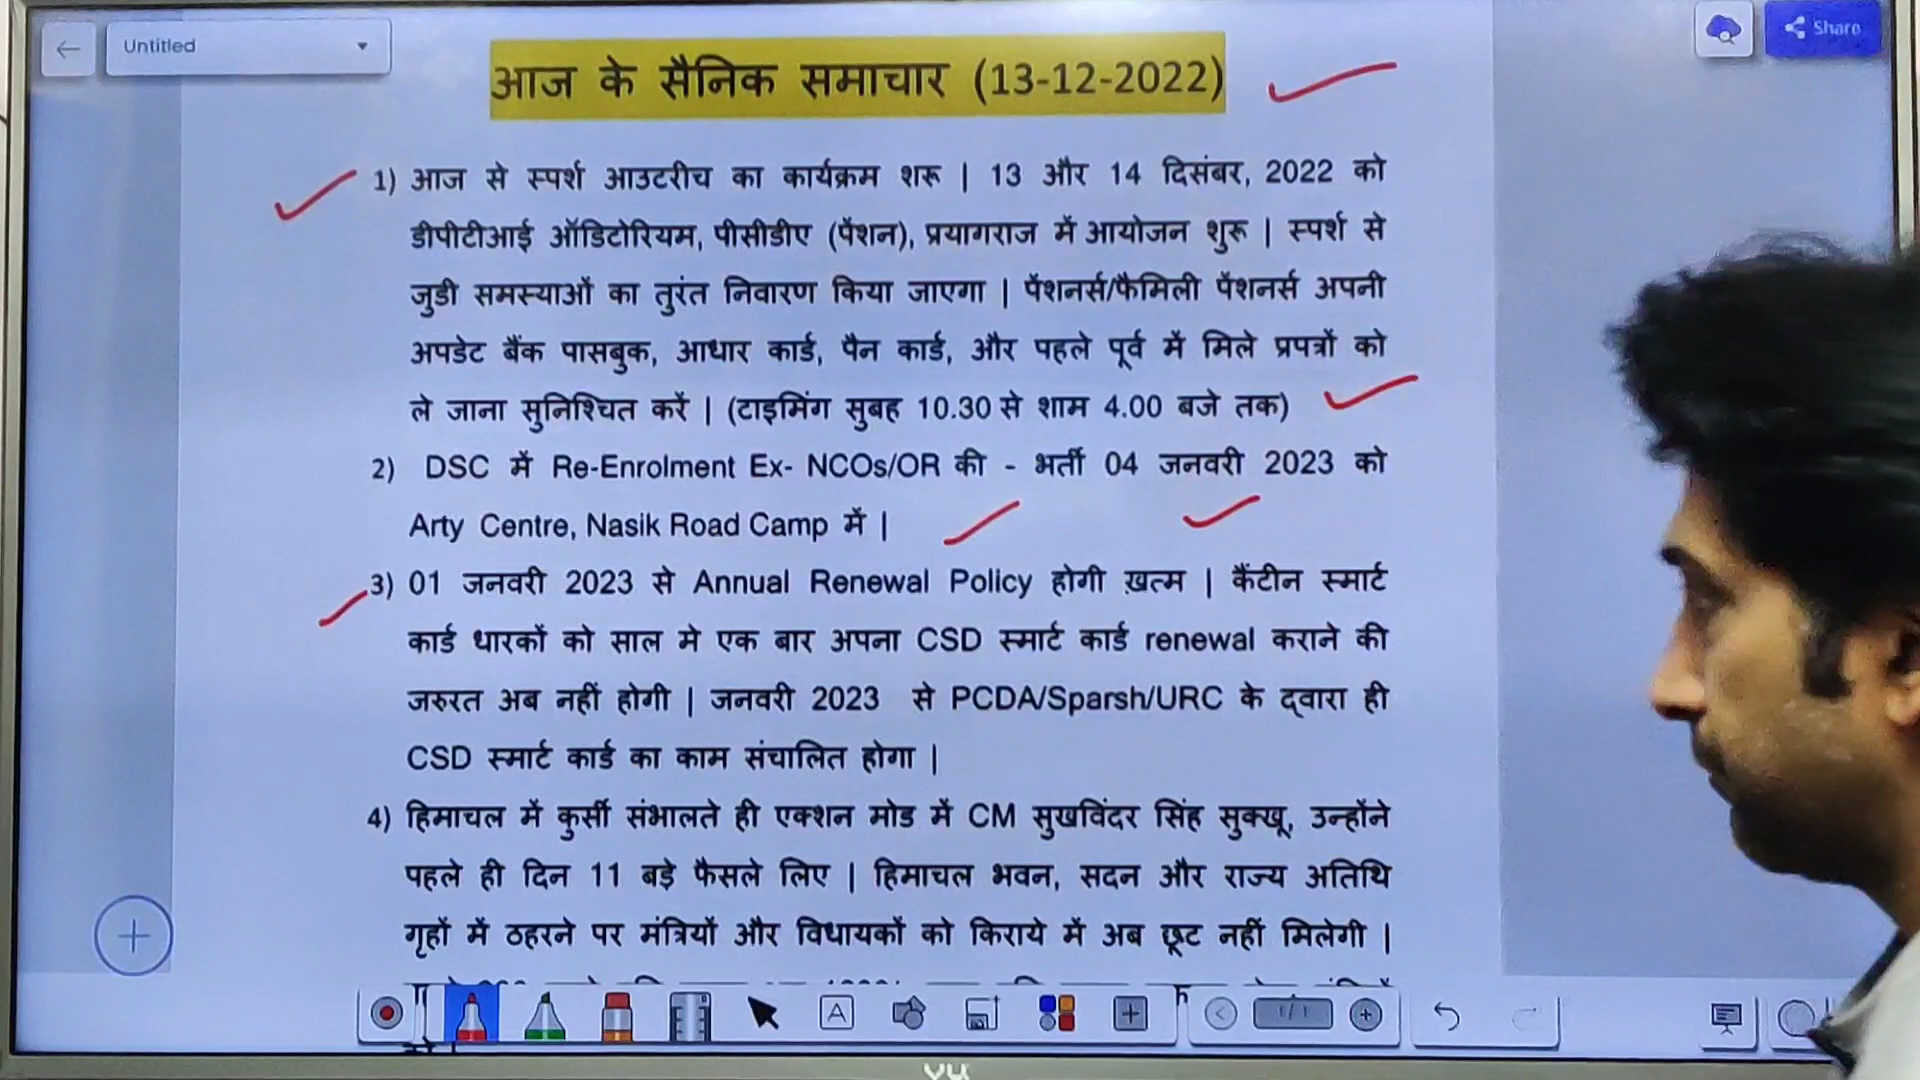 Untitled
Share
आज के सैनिक समाचार (13-12-2022)
1) आज से स्पर्श आउटरीच का कार्यक्रम शरू | 13 और 14 दिसंबर, 2022 को
डीपीटीआई ऑडिटोरियम, पीसीडीए (पेंशन), प्रयागराज में आयोजन शुरू | स्पर्श से
जुडी समस्याओं का तुरंत निवारण किया जाएगा | पेंशनर्स/फैमिली पेंशनर्स अपनी
अपडेट बैंक पासबुक, आधार कार्ड, पैन कार्ड, और पहले पूर्व में मिले प्रपत्रों को
ले जाना सुनिश्चित करें | (टाइमिंग सुबह 10.30 से शाम 4.00 बजे तक)
2) DSC में Re-Enrolment Ex- NCOs/OR की - भर्ती 04 जनवरी 2023 को
Arty Centre, Nasik Road Camp में |
3) 01 जनवरी 2023 से Annual Renewal Policy होगी ख़त्म | कैंटीन स्मार्ट
कार्ड धारकों को साल मे एक बार अपना CSD स्मार्ट कार्ड renewal कराने की
जरुरत अब नहीं होगी | जनवरी 2023 से PCDA/Sparsh/URC के द्वारा ही
CSD स्मार्ट कार्ड का काम संचालित होगा |
4) हिमाचल में कुर्सी संभालते ही एक्शन मोड में CM सुखविंदर सिंह सुक्खू, उन्होंने
पहले ही दिन 11 बड़े फैसले लिए | हिमाचल भवन, सदन और राज्य अतिथि
गृहों में ठहरने पर मंत्रियों और विधायकों को किराये में अब छूट नहीं मिलेगी |
A
1/1